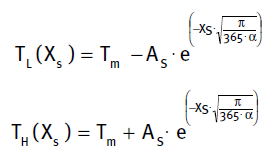 T_L(X_s) = T_m − A_S · e^(−X_S·√(π/(365·α)))
T_H(X_s) = T_m + A_S · e^(−X_S·√(π/(365·α)))